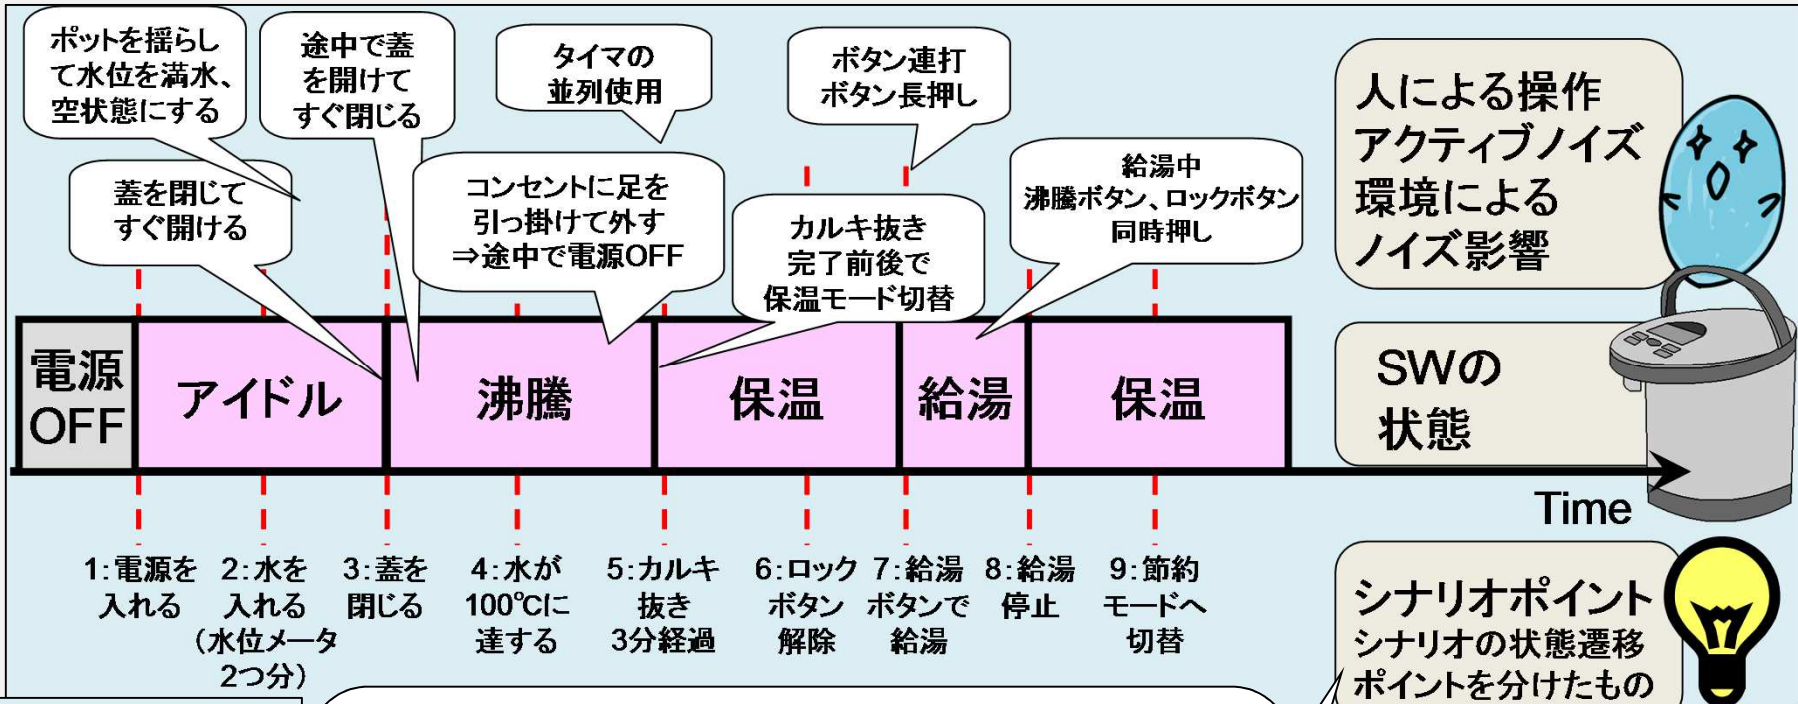 ポットを揺らし
て水位を満水、
空状態にする
途中で蓋
を開けて
すぐ閉じる
タイマの
並列使用
ボタン連打
ボタン長押し
蓋を閉じて
すぐ開ける
コンセントに足を
引っ掛けて外す
⇒途中で電源OFF
カルキ抜き
完了前後で
保温モード切替
給湯中
沸騰ボタン、ロックボタン
同時押し
人による操作
アクティブノイズ
環境による
ノイズ影響
電源
OFF
アイドル
沸騰
保温
給湯
保温
SWの
状態
Time
1:電源を
入れる
2:水を
入れる
(水位メータ
2つ分)
3:蓋を
閉じる
4:水が
100℃に
達する
5:カルキ
抜き
3分経過
6:ロック
ボタン
解除
7:給湯
ボタンで
給湯
8:給湯
停止
9:節約
モードへ
切替
シナリオポイント
シナリオの状態遷移
ポイントを分けたもの